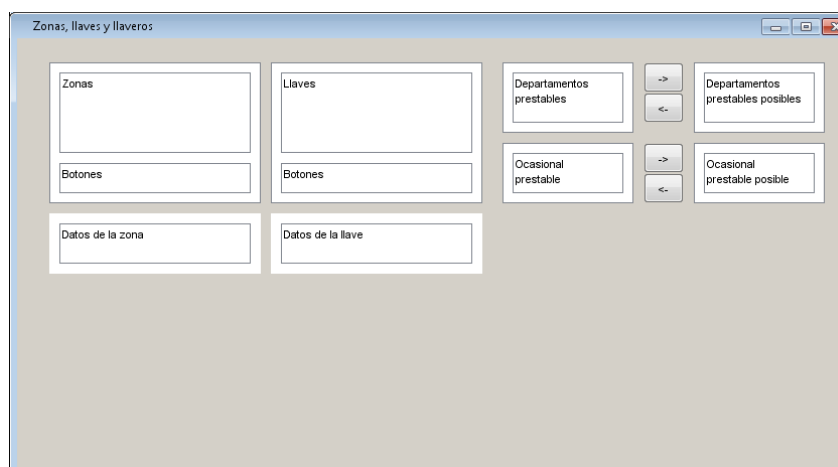 Zonas, llaves y llaveros
Zonas
Botones
Llaves
Botones
Departamentos
prestables
->
<-
Departamentos
prestables posibles
Ocasional
prestable
->
<-
Ocasional
prestable posible
Datos de la zona
Datos de la llave